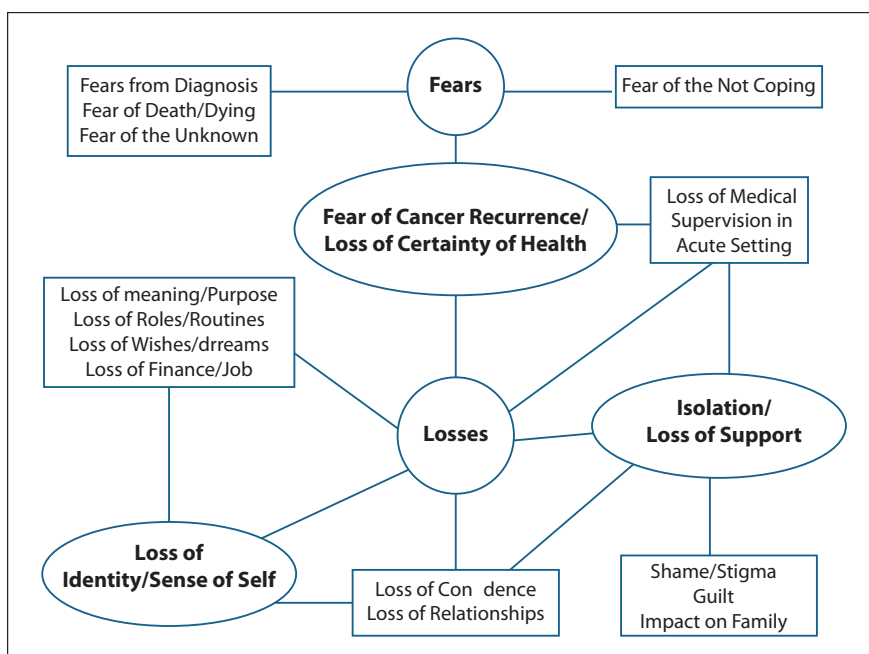 Fears
Fears from Diagnosis
Fear of Death/Dying
Fear of the Unknown
Fear of the Not Coping
Fear of Cancer Recurrence/
Loss of Certainty of Health
Loss of Medical
Supervision in
Acute Setting
Loss of meaning/Purpose
Loss of Roles/Routines
Loss of Wishes/drreams
Loss of Finance/Job
Losses
Isolation/
Loss of Support
Loss of
Identity/Sense of Self
Loss of Con dence
Loss of Relationships
Shame/Stigma
Guilt
Impact on Family